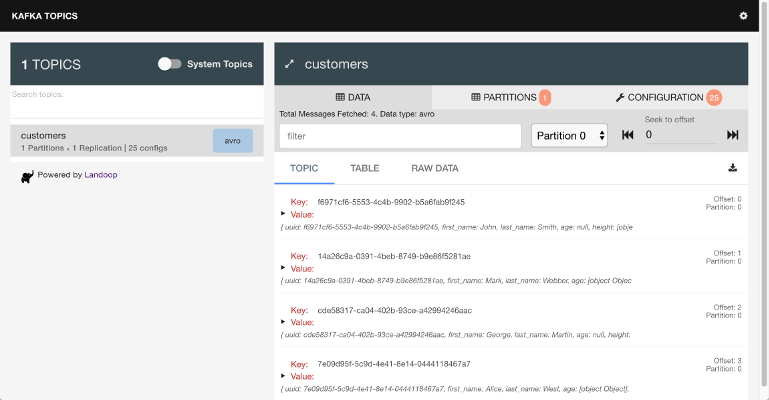 KAFKA TOPICS
1 TOPICS
System Topics
Search topics:
customers
1 Partitions • 1 Replication | 25 configs
avro
Powered by Landoop
customers
DATA
PARTITIONS 1
CONFIGURATION 25
Total Messages Fetched: 4. Data type: avro
filter
Partition 0
Seek to offset
0
TOPIC
TABLE
RAW DATA
Key: f6971cf6-5553-4c4b-9902-b5a6fab9f245
Offset: 0
Partition: 0
Value:
{ uuid: f6971cf6-5553-4c4b-9902-b5a6fab9f245, first_name: John, last_name: Smith, age: null, height: [obje
Key: 14a26c9a-0391-4beb-8749-b9e86f5281ae
Offset: 1
Partition: 0
Value:
{ uuid: 14a26c9a-0391-4beb-8749-b9e86f5281ae, first_name: Mark, last_name: Webber, age: [object Objec
Key: cde58317-ca04-402b-93ce-a42994246aac
Offset: 2
Partition: 0
Value:
{ uuid: cde58317-ca04-402b-93ce-a42994246aac, first_name: George, last_name: Martin, age: null, height:
Key: 7e09d95f-5c9d-4e41-8e14-0444118467a7
Offset: 3
Partition: 0
Value:
{ uuid: 7e09d95f-5c9d-4e41-8e14-0444118467a7, first_name: Alice, last_name: West, age: [object Object],